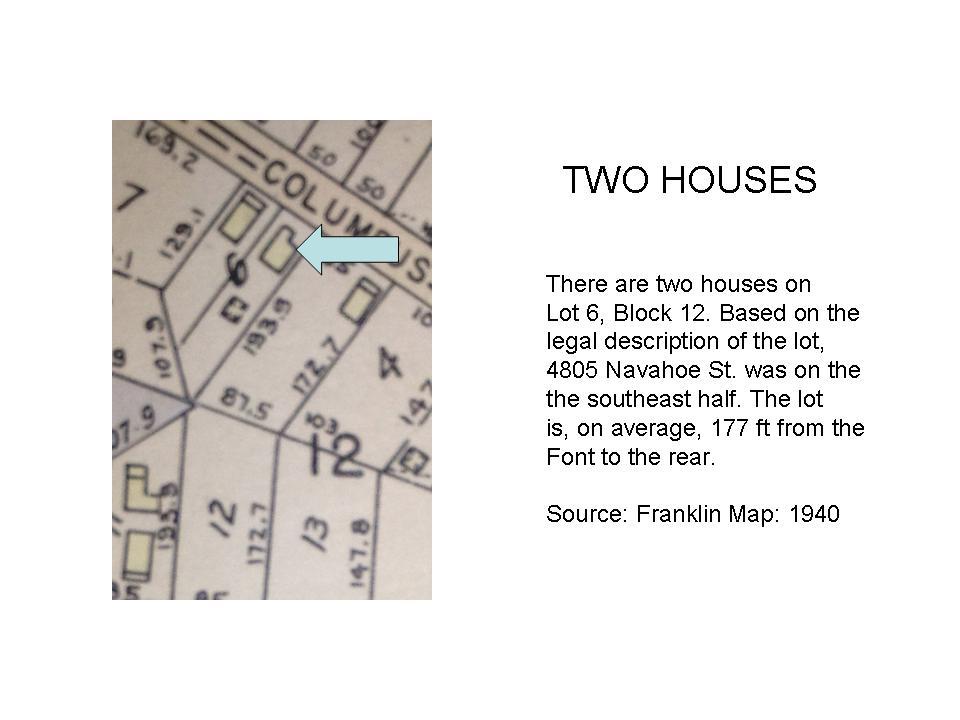 169.2
50
100
50
COLUMBUS
7
129.1
6
193.9
107.9
172.7
4
87.5
103
12
147
07.9
193.9
12
172.7
13
147.8
TWO HOUSES
There are two houses on
Lot 6, Block 12. Based on the
legal description of the lot,
4805 Navahoe St. was on the
the southeast half. The lot
is, on average, 177 ft from the
Font to the rear.
Source: Franklin Map: 1940